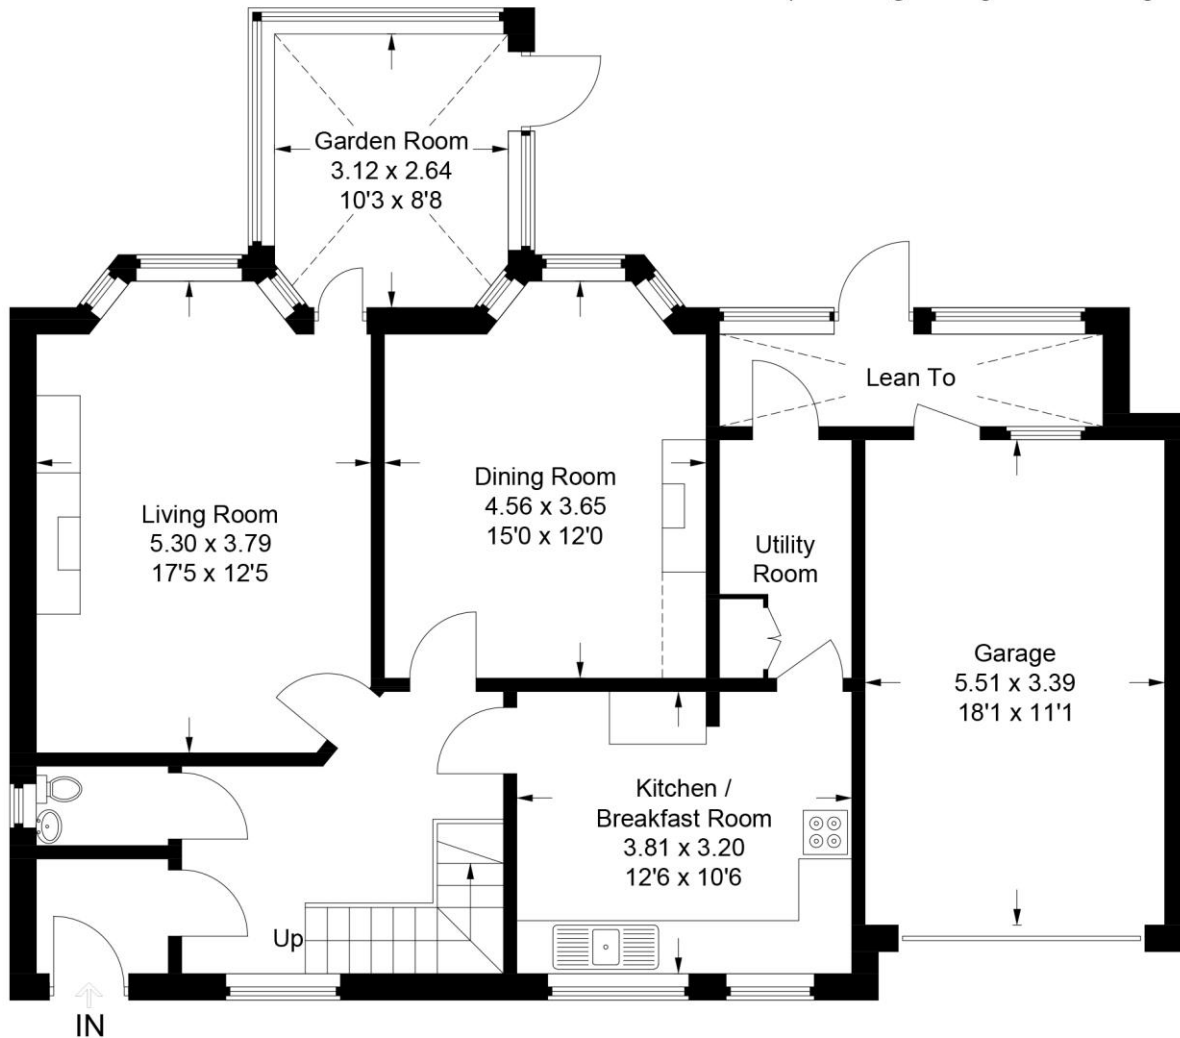 Garden Room
3.12 x 2.64
10'3 x 8'8
Lean To
Dining Room
4.56 x 3.65
15'0 x 12'0
Living Room
5.30 x 3.79
17'5 x 12'5
Utility
Room
Garage
5.51 x 3.39
18'1 x 11'1
Kitchen /
Breakfast Room
3.81 x 3.20
12'6 x 10'6
Up
IN